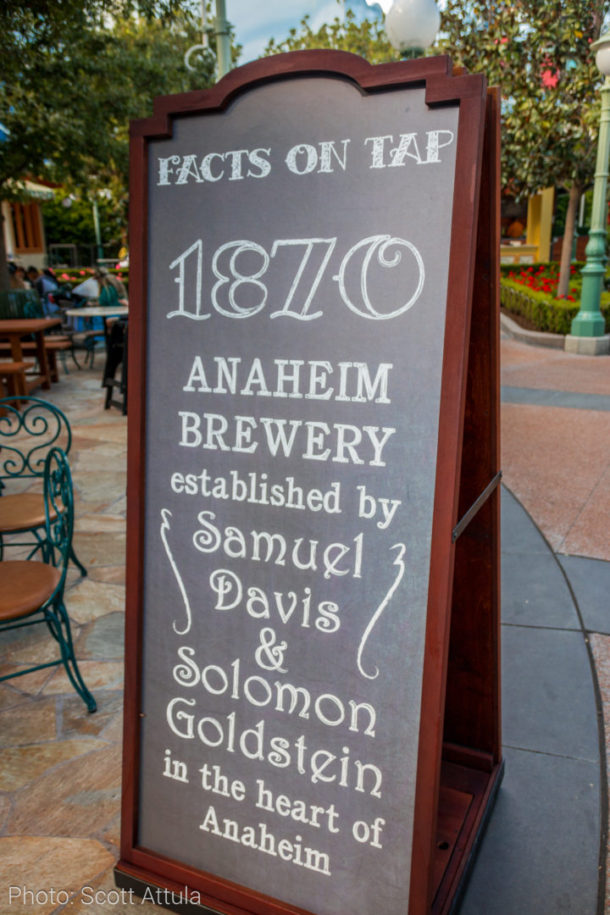 FACTS ON TAP
1870
ANAHEIM
BREWERY
established by
Samuel
Davis
&
Solomon
Goldstein
in the heart of
Anaheim
Photo: Scott Attula